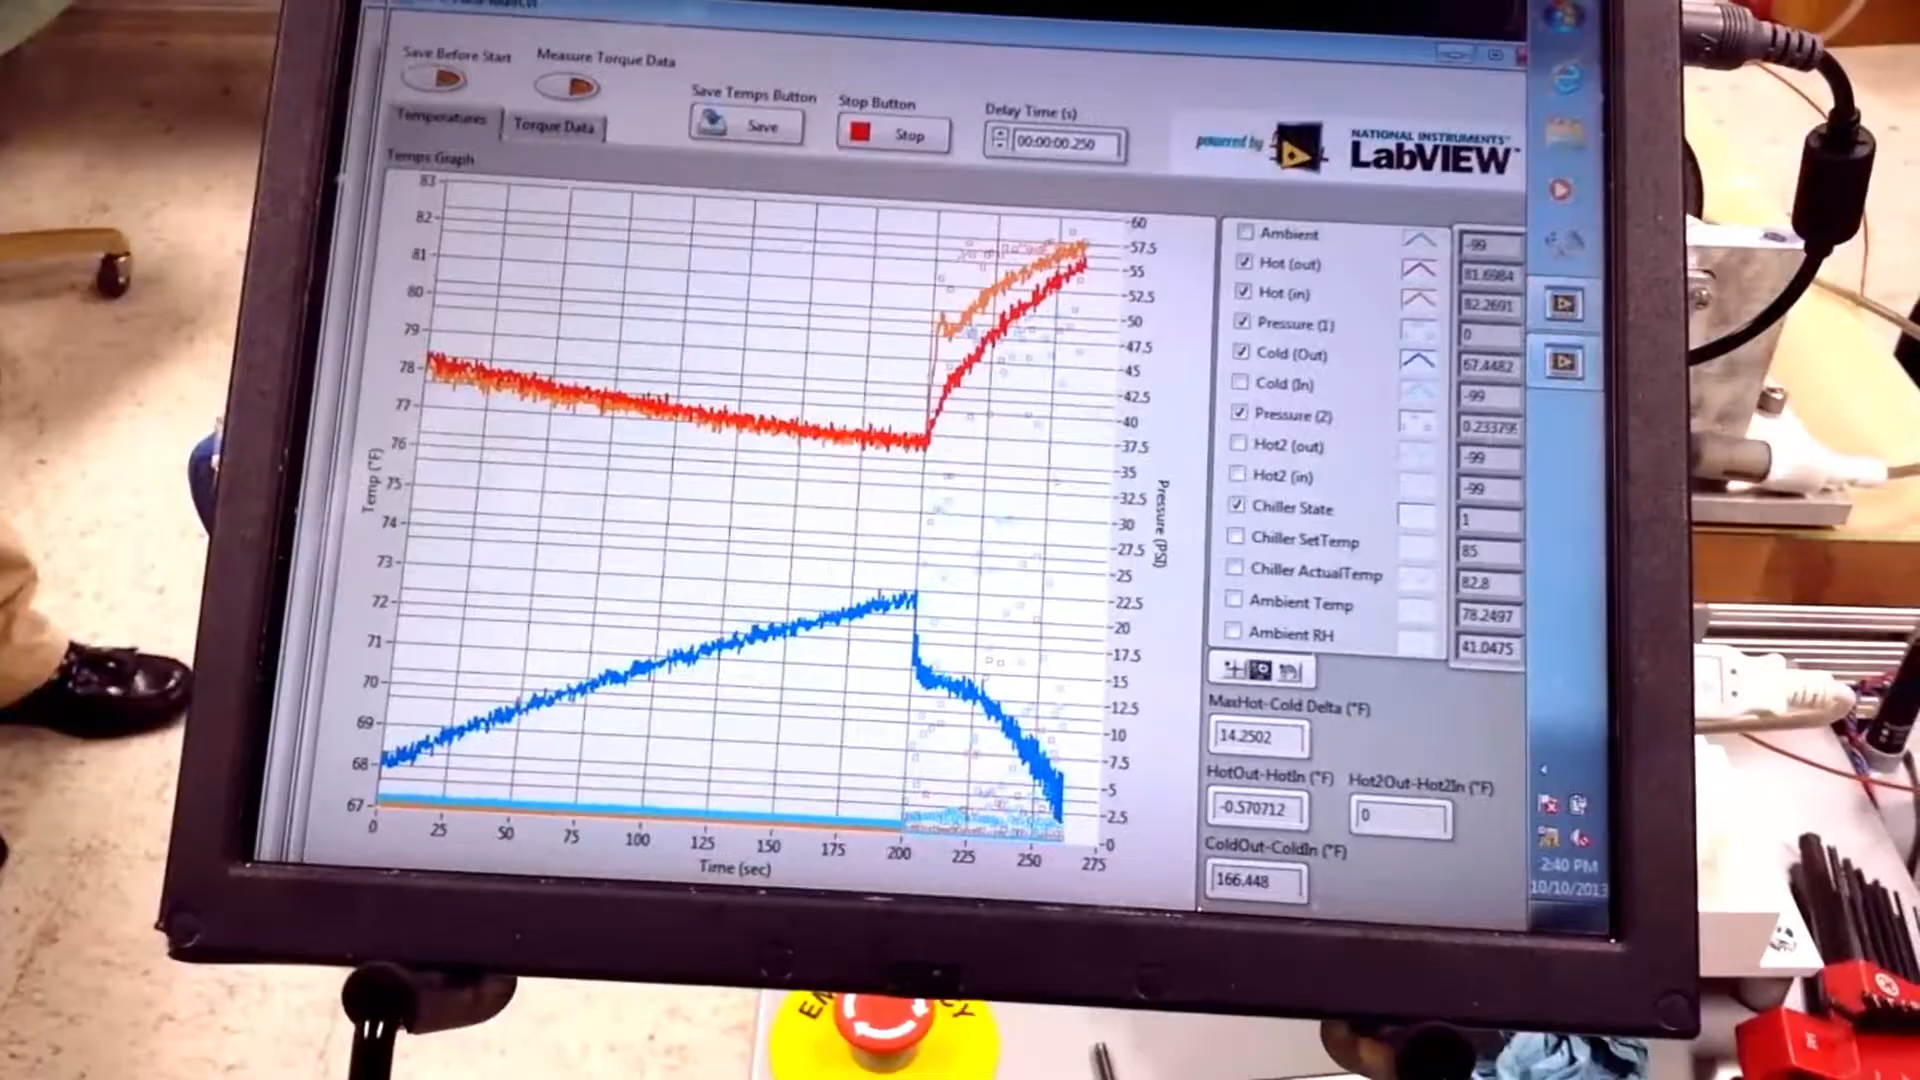 Save Before Start
Measure Torque Data
Temperatures
Torque Data
Save Temps Button
Save
Stop Button
Stop
Delay Time (s)
00:00:00.250
powered by
NATIONAL INSTRUMENTS™
LabVIEW™
Temps Graph
83
82
81
80
79
78
77
76
75
74
73
72
71
70
69
68
67
Temp (°F)
60
57.5
55
52.5
50
47.5
45
42.5
40
37.5
35
32.5
30
27.5
25
22.5
20
17.5
15
12.5
10
7.5
5
2.5
0
Pressure (PSI)
0
25
50
75
100
125
150
175
200
225
250
275
Time (sec)
Ambient
-99
Hot (out)
81.6984
Hot (in)
82.2691
Pressure (1)
0
Cold (Out)
67.4482
Cold (In)
-99
Pressure (2)
0.233795
Hot2 (out)
-99
Hot2 (in)
-99
Chiller State
1
Chiller SetTemp
85
Chiller ActualTemp
82.8
Ambient Temp
78.2497
Ambient RH
41.0475
MaxHot-Cold Delta (°F)
14.2502
HotOut-HotIn (°F)
-0.570712
Hot2Out-Hot2In (°F)
0
ColdOut-ColdIn (°F)
166.448
2:40 PM
10/10/2013